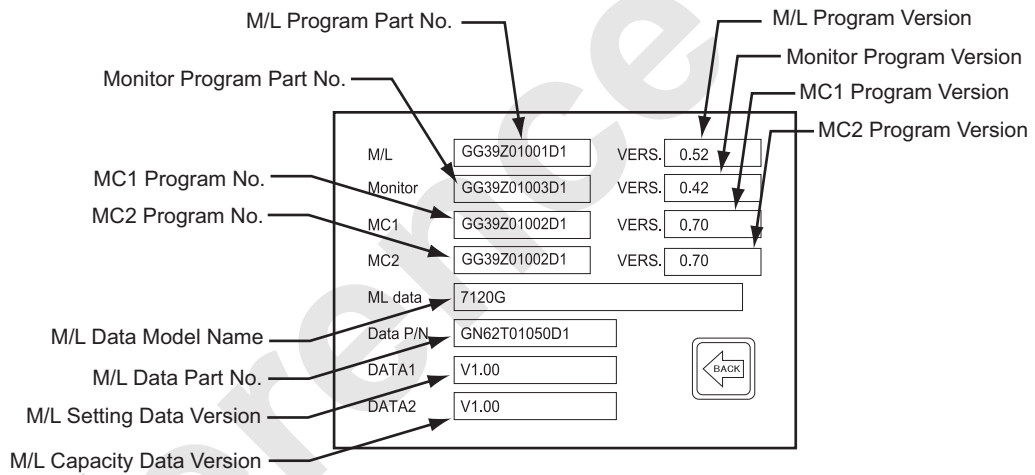 M/L Program Part No.
M/L Program Version
Monitor Program Part No.
Monitor Program Version
MC1 Program Version
MC2 Program Version
MC1 Program No.
MC2 Program No.
M/L Data Model Name
M/L Data Part No.
M/L Setting Data Version
M/L Capacity Data Version
M/L GG39Z01001D1 VERS. 0.52
Monitor GG39Z01003D1 VERS. 0.42
MC1 GG39Z01002D1 VERS. 0.70
MC2 GG39Z01002D1 VERS. 0.70
ML data 7120G
Data P/N GN62T01050D1
DATA1 V1.00
DATA2 V1.00
BACK